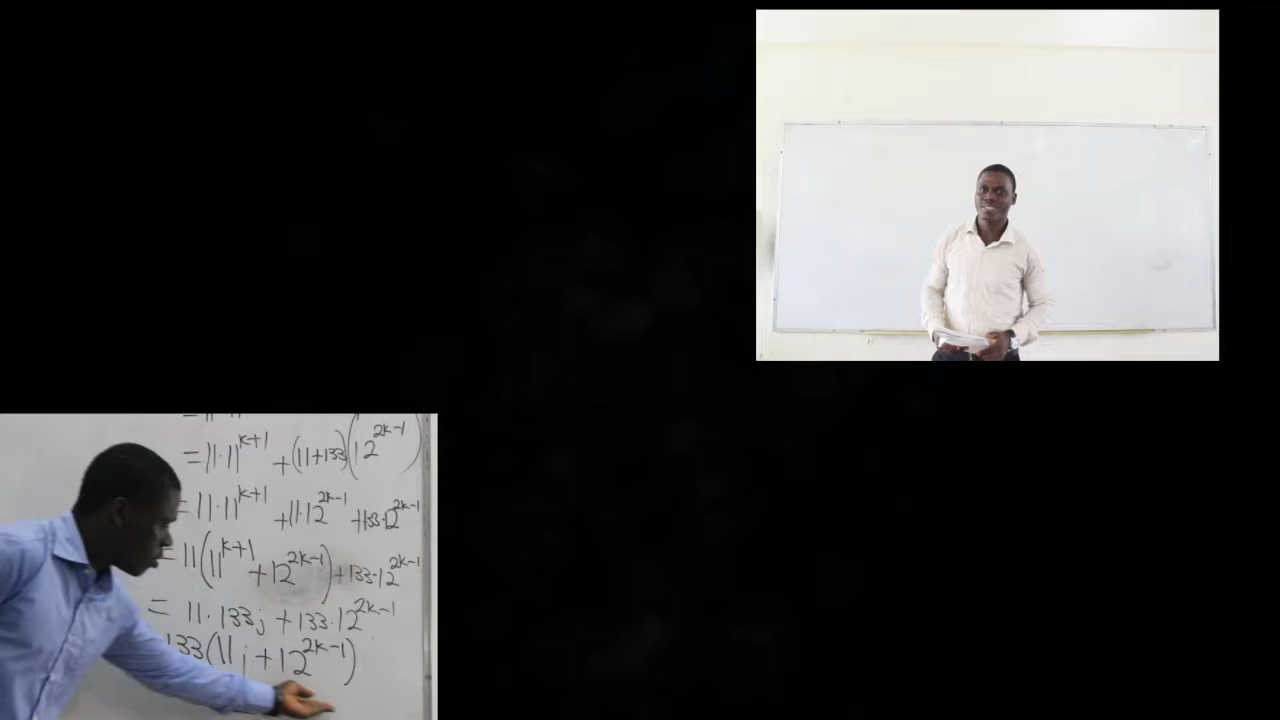 = 11·11^{k+1} + (11+133)(12^{2k-1})
= 11·11^{k+1} + 11·12^{2k-1} + 133·12^{2k-1}
= 11(11^{k+1} + 12^{2k-1}) + 133·12^{2k-1}
= 11·133j + 133·12^{2k-1}
133(11j + 12^{2k-1})